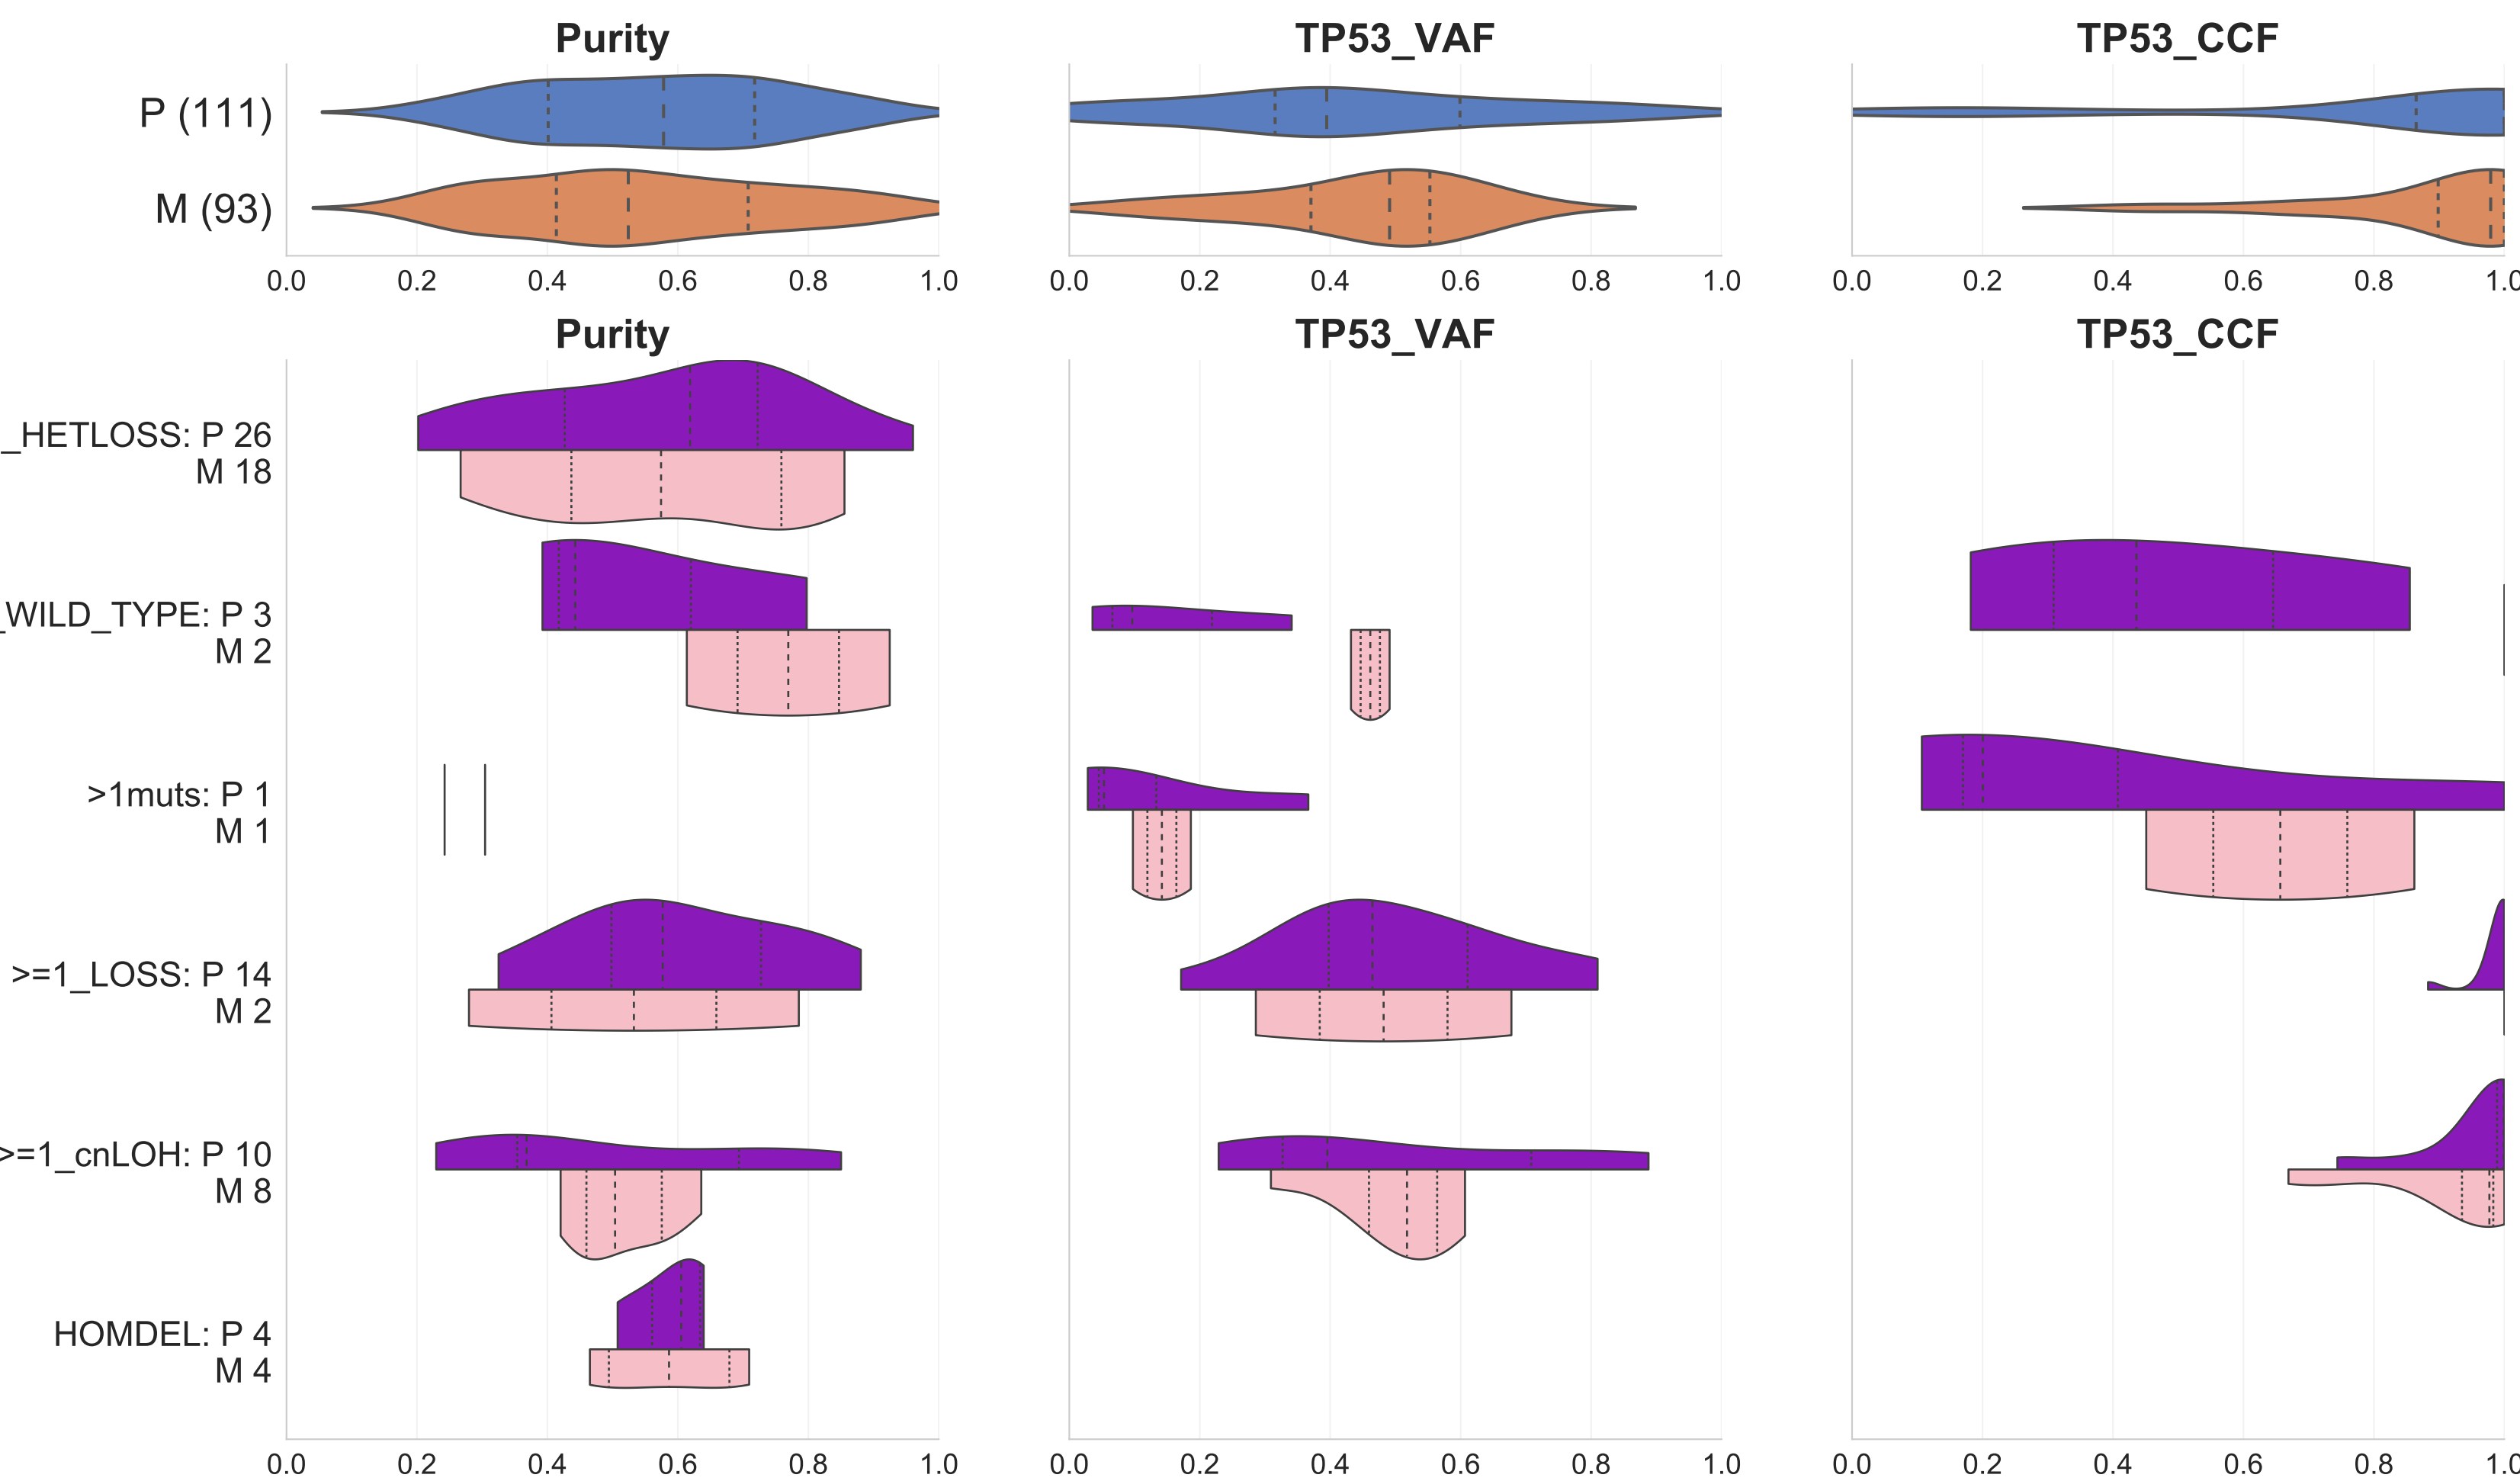 Purity TP53_VAF TP53_CCF
P (111)
M (93)
0.0 0.2 0.4 0.6 0.8 1.0 0.0 0.2 0.4 0.6 0.8 1.0 0.0 0.2 0.4 0.6 0.8 1.0
Purity TP53_VAF TP53_CCF
_HETLOSS: P 26
M 18
_WILD_TYPE: P 3
M 2
>1muts: P 1
M 1
>=1_LOSS: P 14
M 2
>=1_cnLOH: P 10
M 8
HOMDEL: P 4
M 4
0.0 0.2 0.4 0.6 0.8 1.0 0.0 0.2 0.4 0.6 0.8 1.0 0.0 0.2 0.4 0.6 0.8 1.0